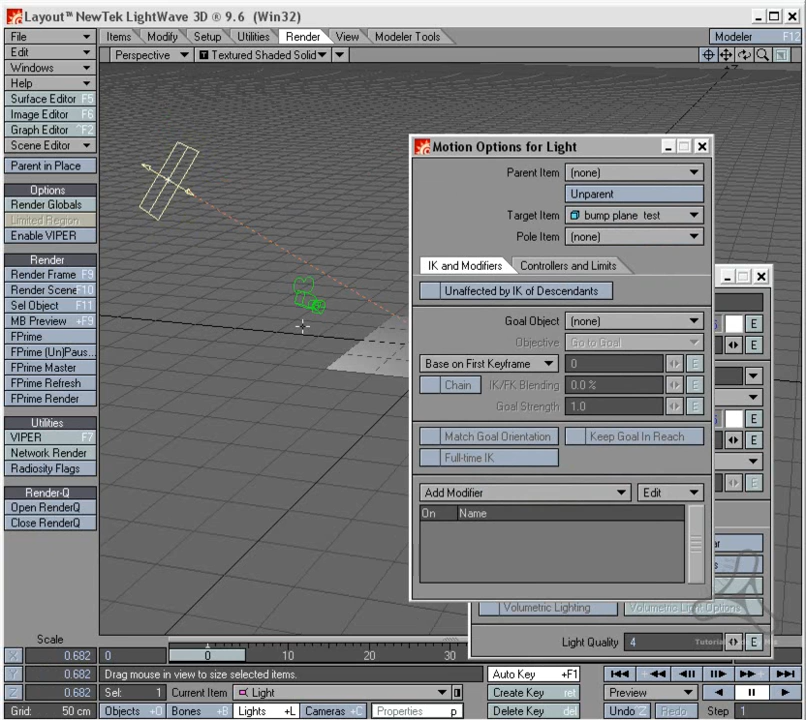 Layout™ NewTek LightWave 3D ® 9.6 (Win32)
File
Items Modify Setup Utilities Render View Modeler Tools
Modeler F12
Edit
Perspective Textured Shaded Solid
Windows
Help
Surface Editor F5
Image Editor F6
Graph Editor ^F2
Scene Editor
Parent in Place
Options
Render Globals
Limited Region
Enable VIPER
Render
Render Frame F9
Render Scene F10
Sel Object F11
MB Preview +F9
FPrime
FPrime (Un)Paus...
FPrime Master
FPrime Refresh
FPrime Render
Utilities
VIPER F7
Network Render
Radiosity Flags
Render-Q
Open RenderQ
Close RenderQ
Motion Options for Light
Parent Item (none)
Unparent
Target Item bump plane test
Pole Item (none)
IK and Modifiers Controllers and Limits
Unaffected by IK of Descendants
Goal Object (none)
Objective Go to Goal
Base on First Keyframe 0 E
Chain IK/FK Blending 0.0 % E
Goal Strength 1.0 E
Match Goal Orientation Keep Goal In Reach
Full-time IK
Add Modifier Edit
On Name
E
E
E
E
E
Volumetric Lighting Volumetric Light Options
Light Quality 4 E
Scale
X 0.682 0 0 10 20 30
Y 0.682 Drag mouse in view to size selected items.
Auto Key +F1
Z 0.682 Sel: 1 Current Item Light
Create Key ret Preview
Grid: 50 cm Objects +O Bones +B Lights +L Cameras +C Properties p
Delete Key del Undo Z Redo Step 1